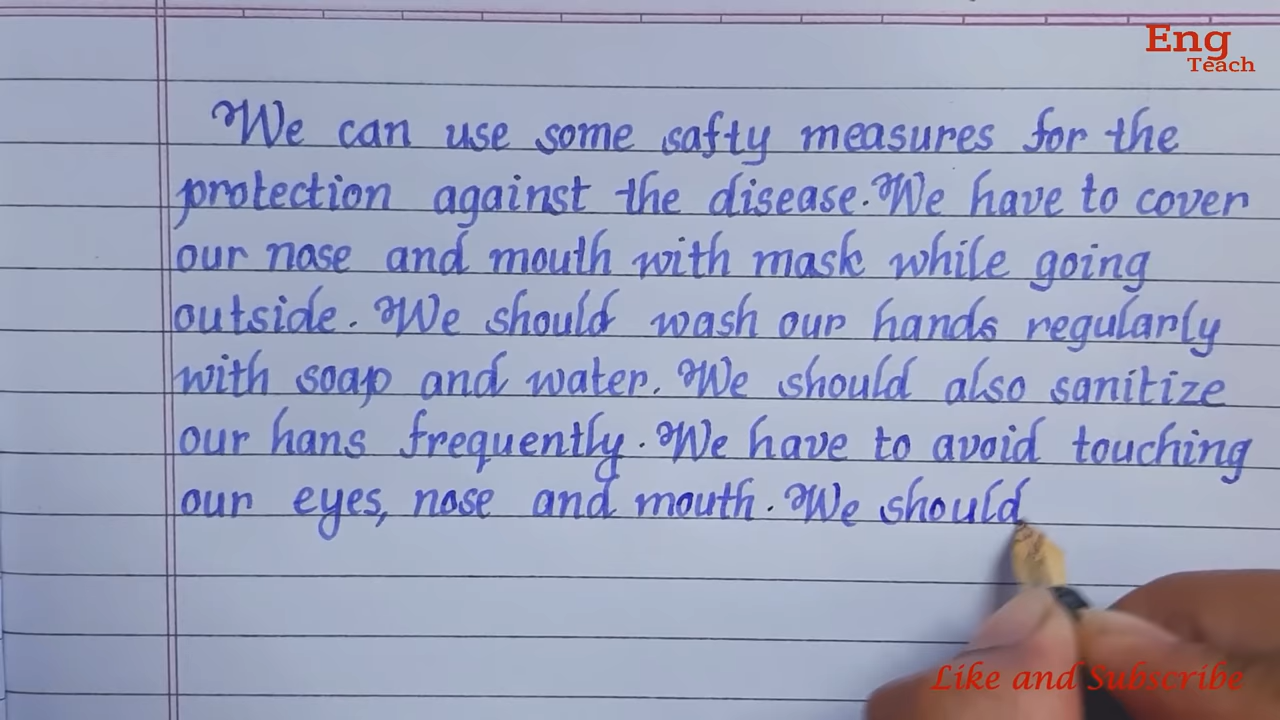 Eng
Teach
We can use some safty measures for the
protection against the disease. We have to cover
our nose and mouth with mask while going
outside. We should wash our hands regularly
with soap and water. We should also sanitize
our hans frequently. We have to avoid touching
our eyes, nose and mouth. We should
Like and Subscribe